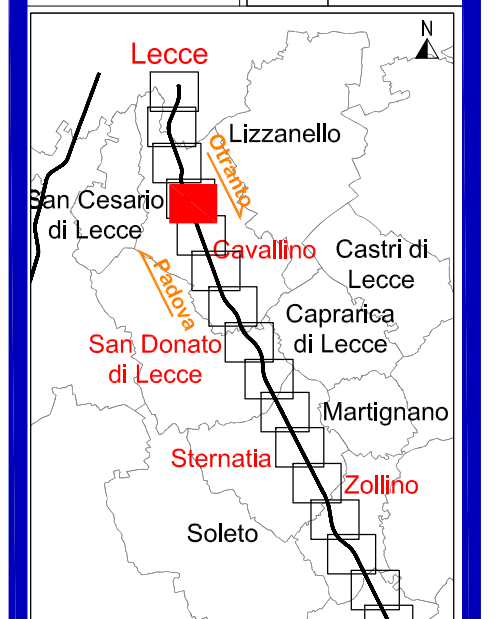 N
Lecce
Lizzanello
Otranto
San Cesario
di Lecce
Cavallino
Castri di
Lecce
Padova
Caprarica
di Lecce
San Donato
di Lecce
Martignano
Sternatia
Zollino
Soleto